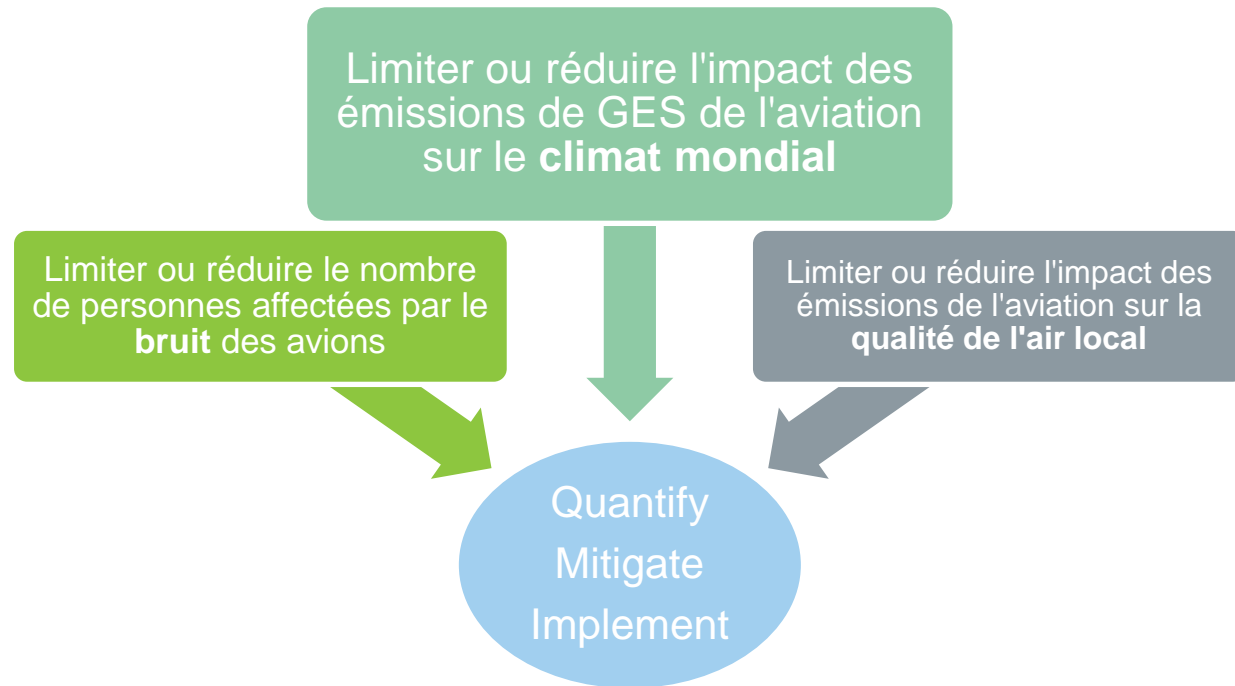 Limiter ou réduire l'impact des
émissions de GES de l'aviation
sur le climat mondial
Limiter ou réduire le nombre
de personnes affectées par le
bruit des avions
Limiter ou réduire l'impact des
émissions de l'aviation sur la
qualité de l'air local
Quantify
Mitigate
Implement